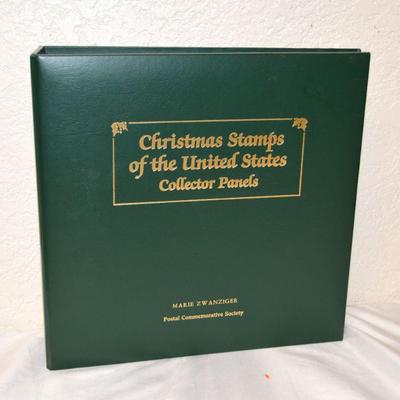 Christmas Stamps
of the United States
Collector Panels
MARIE ZWANZIGER
Postal Commemorative Society